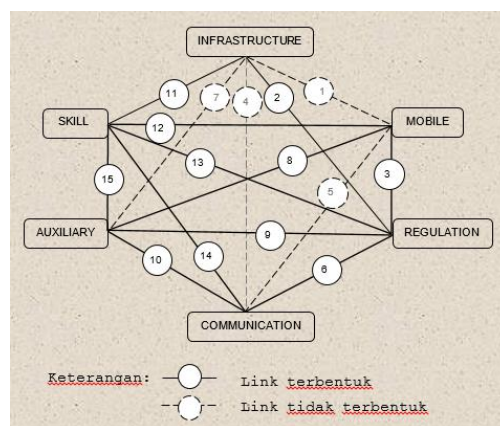 INFRASTRUCTURE
11
7
4
2
1
SKILL
12
MOBILE
13
8
15
5
3
AUXILIARY
9
REGULATION
10
14
6
COMMUNICATION
Keterangan:
Link terbentuk
Link tidak terbentuk